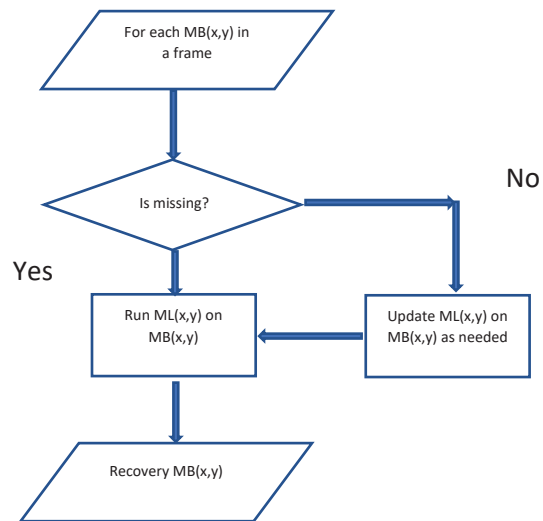 For each MB(x,y) in
a frame
Is missing?
No
Yes
Run ML(x,y) on
MB(x,y)
Update ML(x,y) on
MB(x,y) as needed
Recovery MB(x,y)